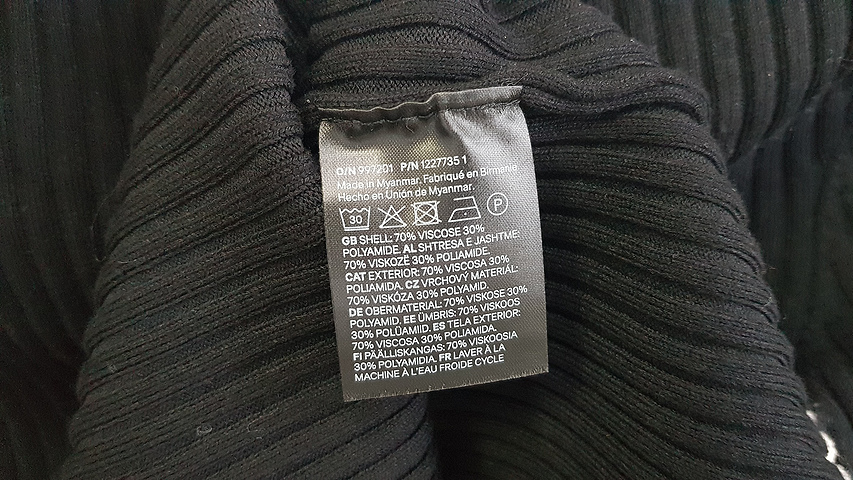 O/N 997201 P/N 1227735 1
Made in Myanmar. Fabriqué en Birmanie
Hecho en Unión de Myanmar.
30 P
GB SHELL: 70% VISCOSE 30%
POLYAMIDE. AL SHTRESA E JASHTME:
70% VISKOZË 30% POLIAMIDE.
CAT EXTERIOR: 70% VISCOSA 30%
POLIAMIDA. CZ VRCHOVÝ MATERIÁL:
70% VISKÓZA 30% POLYAMID.
DE OBERMATERIAL: 70% VISKOSE 30%
POLYAMID. EE ÜMBRIS: 70% VISKOOS
30% POLÜAMIID. ES TELA EXTERIOR:
70% VISCOSA 30% POLIAMIDA.
FI PÄÄLLISKANGAS: 70% VISKOOSIA
30% POLYAMIDIA. FR LAVER À LA
MACHINE À L'EAU FROIDE CYCLE